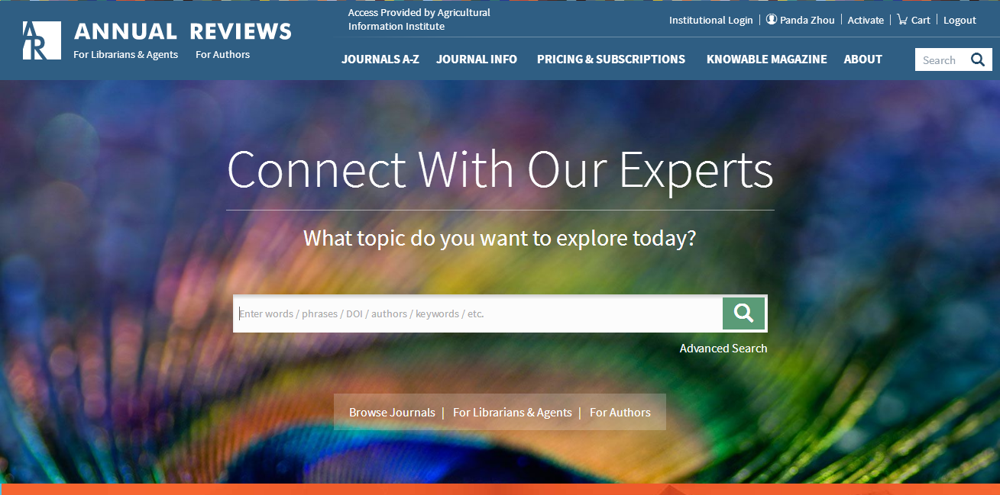 Access Provided by Agricultural
Information Institute
Institutional Login
Panda Zhou
Activate
Cart
Logout
AR
ANNUAL REVIEWS
For Librarians & Agents
For Authors
JOURNALS A-Z
JOURNAL INFO
PRICING & SUBSCRIPTIONS
KNOWABLE MAGAZINE
ABOUT
Search
Connect With Our Experts
What topic do you want to explore today?
Enter words / phrases / DOI / authors / keywords / etc.
Advanced Search
Browse Journals | For Librarians & Agents | For Authors